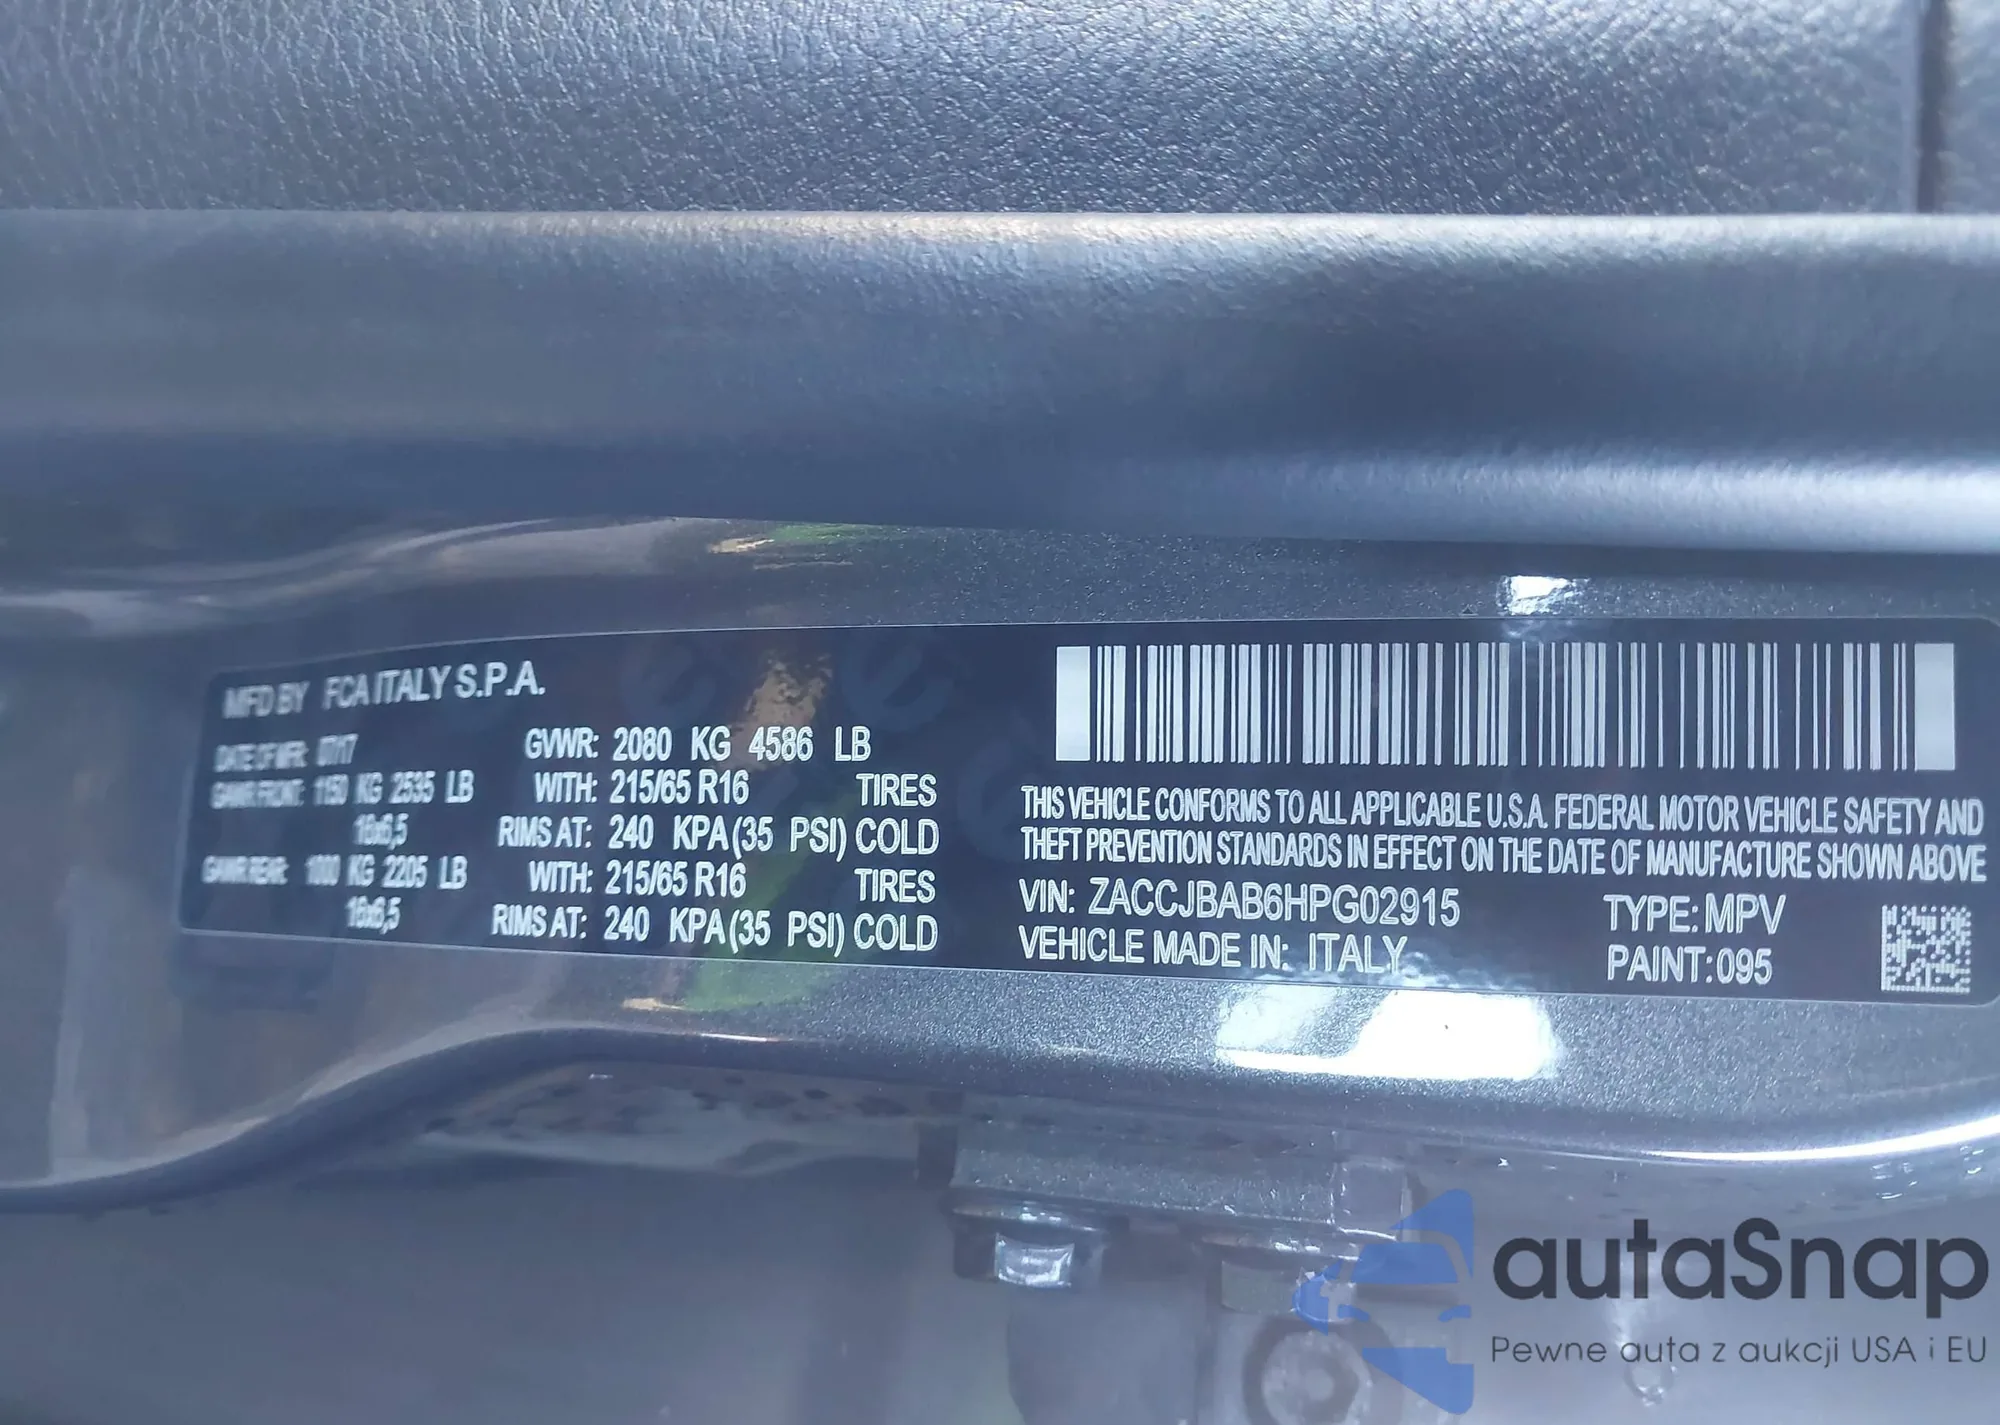 MFD BY FCA ITALY S.P.A.
DATE OF MFR: 07/17 GVWR: 2080 KG 4586 LB
GAWR FRONT: 1150 KG 2535 LB WITH: 215/65 R16 TIRES
16x6,5 RIMS AT: 240 KPA(35 PSI) COLD
GAWR REAR: 1000 KG 2205 LB WITH: 215/65 R16 TIRES
16x6,5 RIMS AT: 240 KPA(35 PSI) COLD
THIS VEHICLE CONFORMS TO ALL APPLICABLE U.S.A. FEDERAL MOTOR VEHICLE SAFETY AND
THEFT PREVENTION STANDARDS IN EFFECT ON THE DATE OF MANUFACTURE SHOWN ABOVE
VIN: ZACCJBAB6HPG02915 TYPE: MPV
VEHICLE MADE IN: ITALY PAINT: 095
autaSnap
Pewne auta z aukcji USA i EU